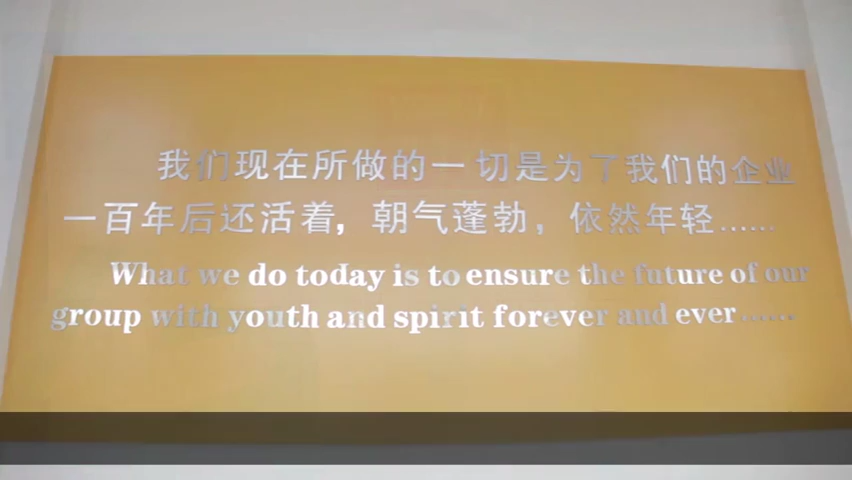 我们现在所做的一切是为了我们的企业
一百年后还活着，朝气蓬勃，依然年轻……
What we do today is to ensure the future of our
group with youth and spirit forever and ever……